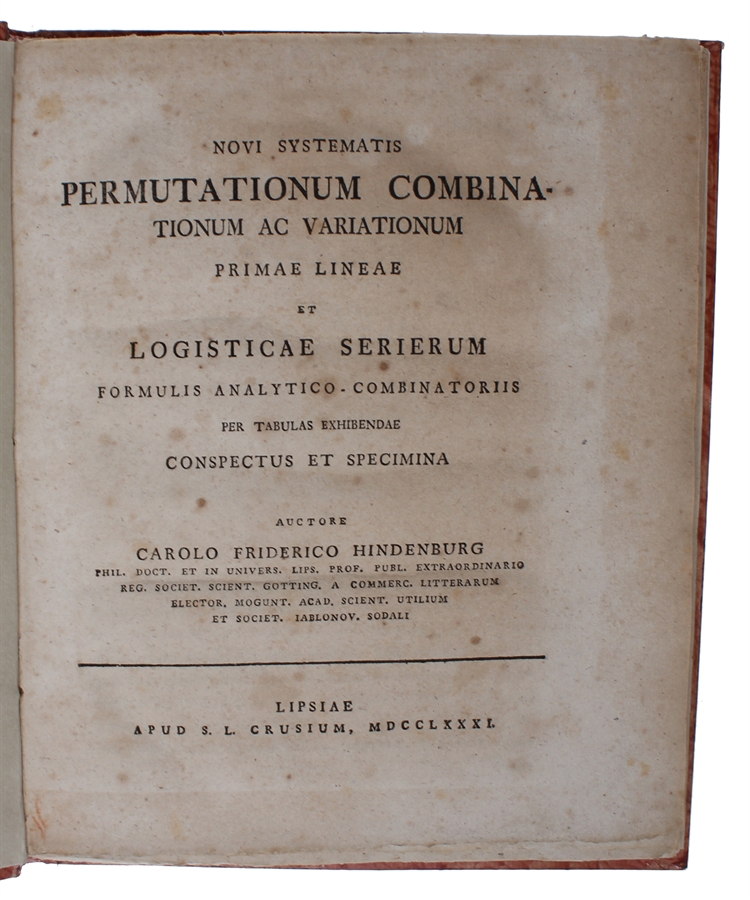 NOVI SYSTEMATIS
PERMUTATIONUM COMBINA-
TIONUM AC VARIATIONUM
PRIMAE LINEAE
ET
LOGISTICAE SERIERUM
FORMULIS ANALYTICO-COMBINATORIIS
PER TABULAS EXHIBENDAE
CONSPECTUS ET SPECIMINA
AUCTORE
CAROLO FRIDERICO HINDENBURG
PHIL. DOCT. ET IN UNIVERS. LIPS. PROF. PUBL. EXTRAORDINARIO
REG. SOCIET. SCIENT. GOTTING. A COMMERC. LITTERARUM
ELECTOR. MOGUNT. ACAD. SCIENT. UTILIUM
ET SOCIET. IABLONOV. SODALI
LIPSIAE
APUD S. L. CRUSIUM, MDCCLXXXI.